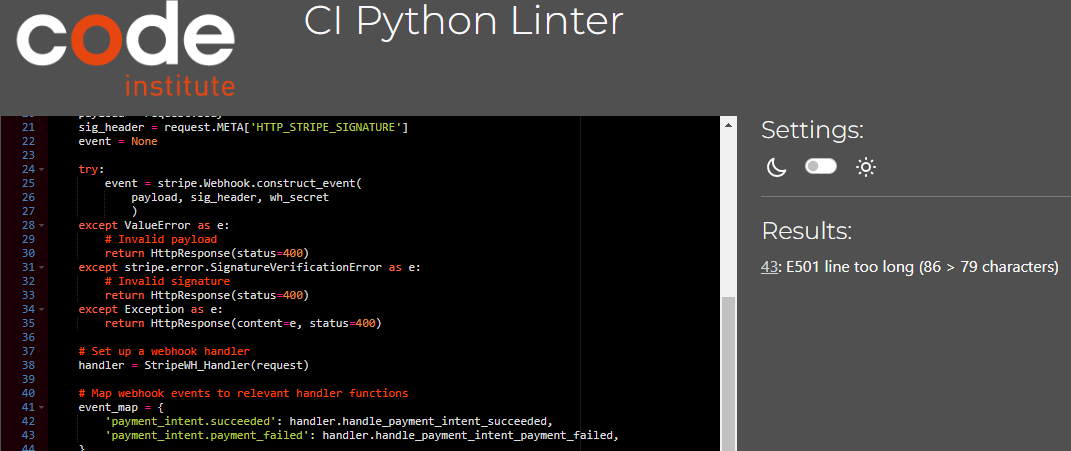 code
institute
CI Python Linter
21 sig_header = request.META['HTTP_STRIPE_SIGNATURE']
22 event = None
23
24 try:
25 event = stripe.Webhook.construct_event(
26 payload, sig_header, wh_secret
27 )
28 except ValueError as e:
29 # Invalid payload
30 return HttpResponse(status=400)
31 except stripe.error.SignatureVerificationError as e:
32 # Invalid signature
33 return HttpResponse(status=400)
34 except Exception as e:
35 return HttpResponse(content=e, status=400)
36
37 # Set up a webhook handler
38 handler = StripeWH_Handler(request)
39
40 # Map webhook events to relevant handler functions
41 event_map = {
42 'payment_intent.succeeded': handler.handle_payment_intent_succeeded,
43 'payment_intent.payment_failed': handler.handle_payment_intent_payment_failed,
44 }
Settings:
Results:
43: E501 line too long (86 > 79 characters)